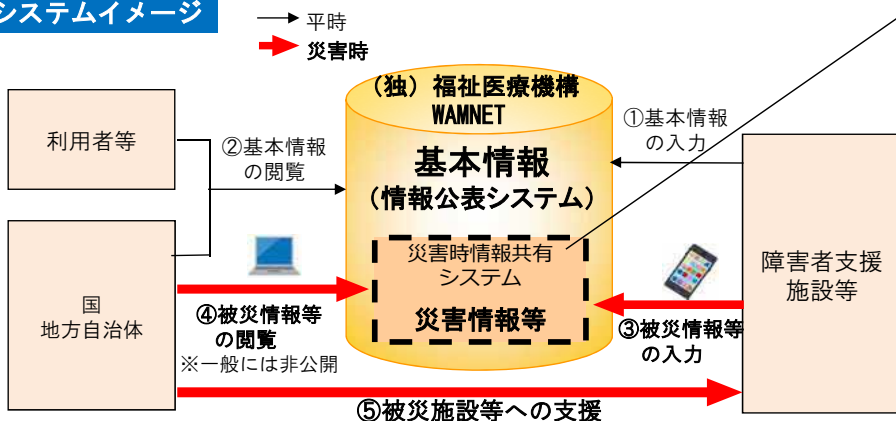 システムイメージ
平時
災害時
(独)福祉医療機構
WAMNET
基本情報
(情報公表システム)
災害時情報共有
システム
災害情報等
利用者等
②基本情報
の閲覧
①基本情報
の入力
国
地方自治体
④被災情報等
の閲覧
※一般には非公開
③被災情報等
の入力
障害者支援
施設等
⑤被災施設等への支援